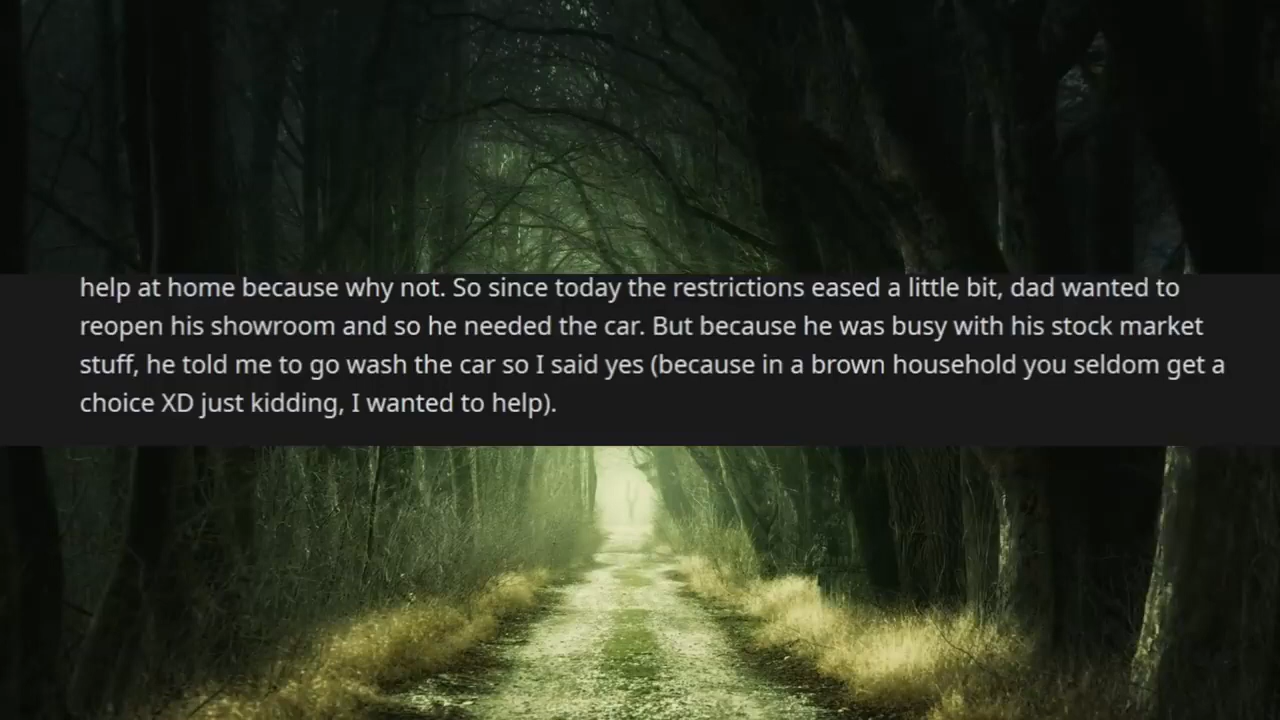 help at home because why not. So since today the restrictions eased a little bit, dad wanted to
reopen his showroom and so he needed the car. But because he was busy with his stock market
stuff, he told me to go wash the car so I said yes (because in a brown household you seldom get a
choice XD just kidding, I wanted to help).